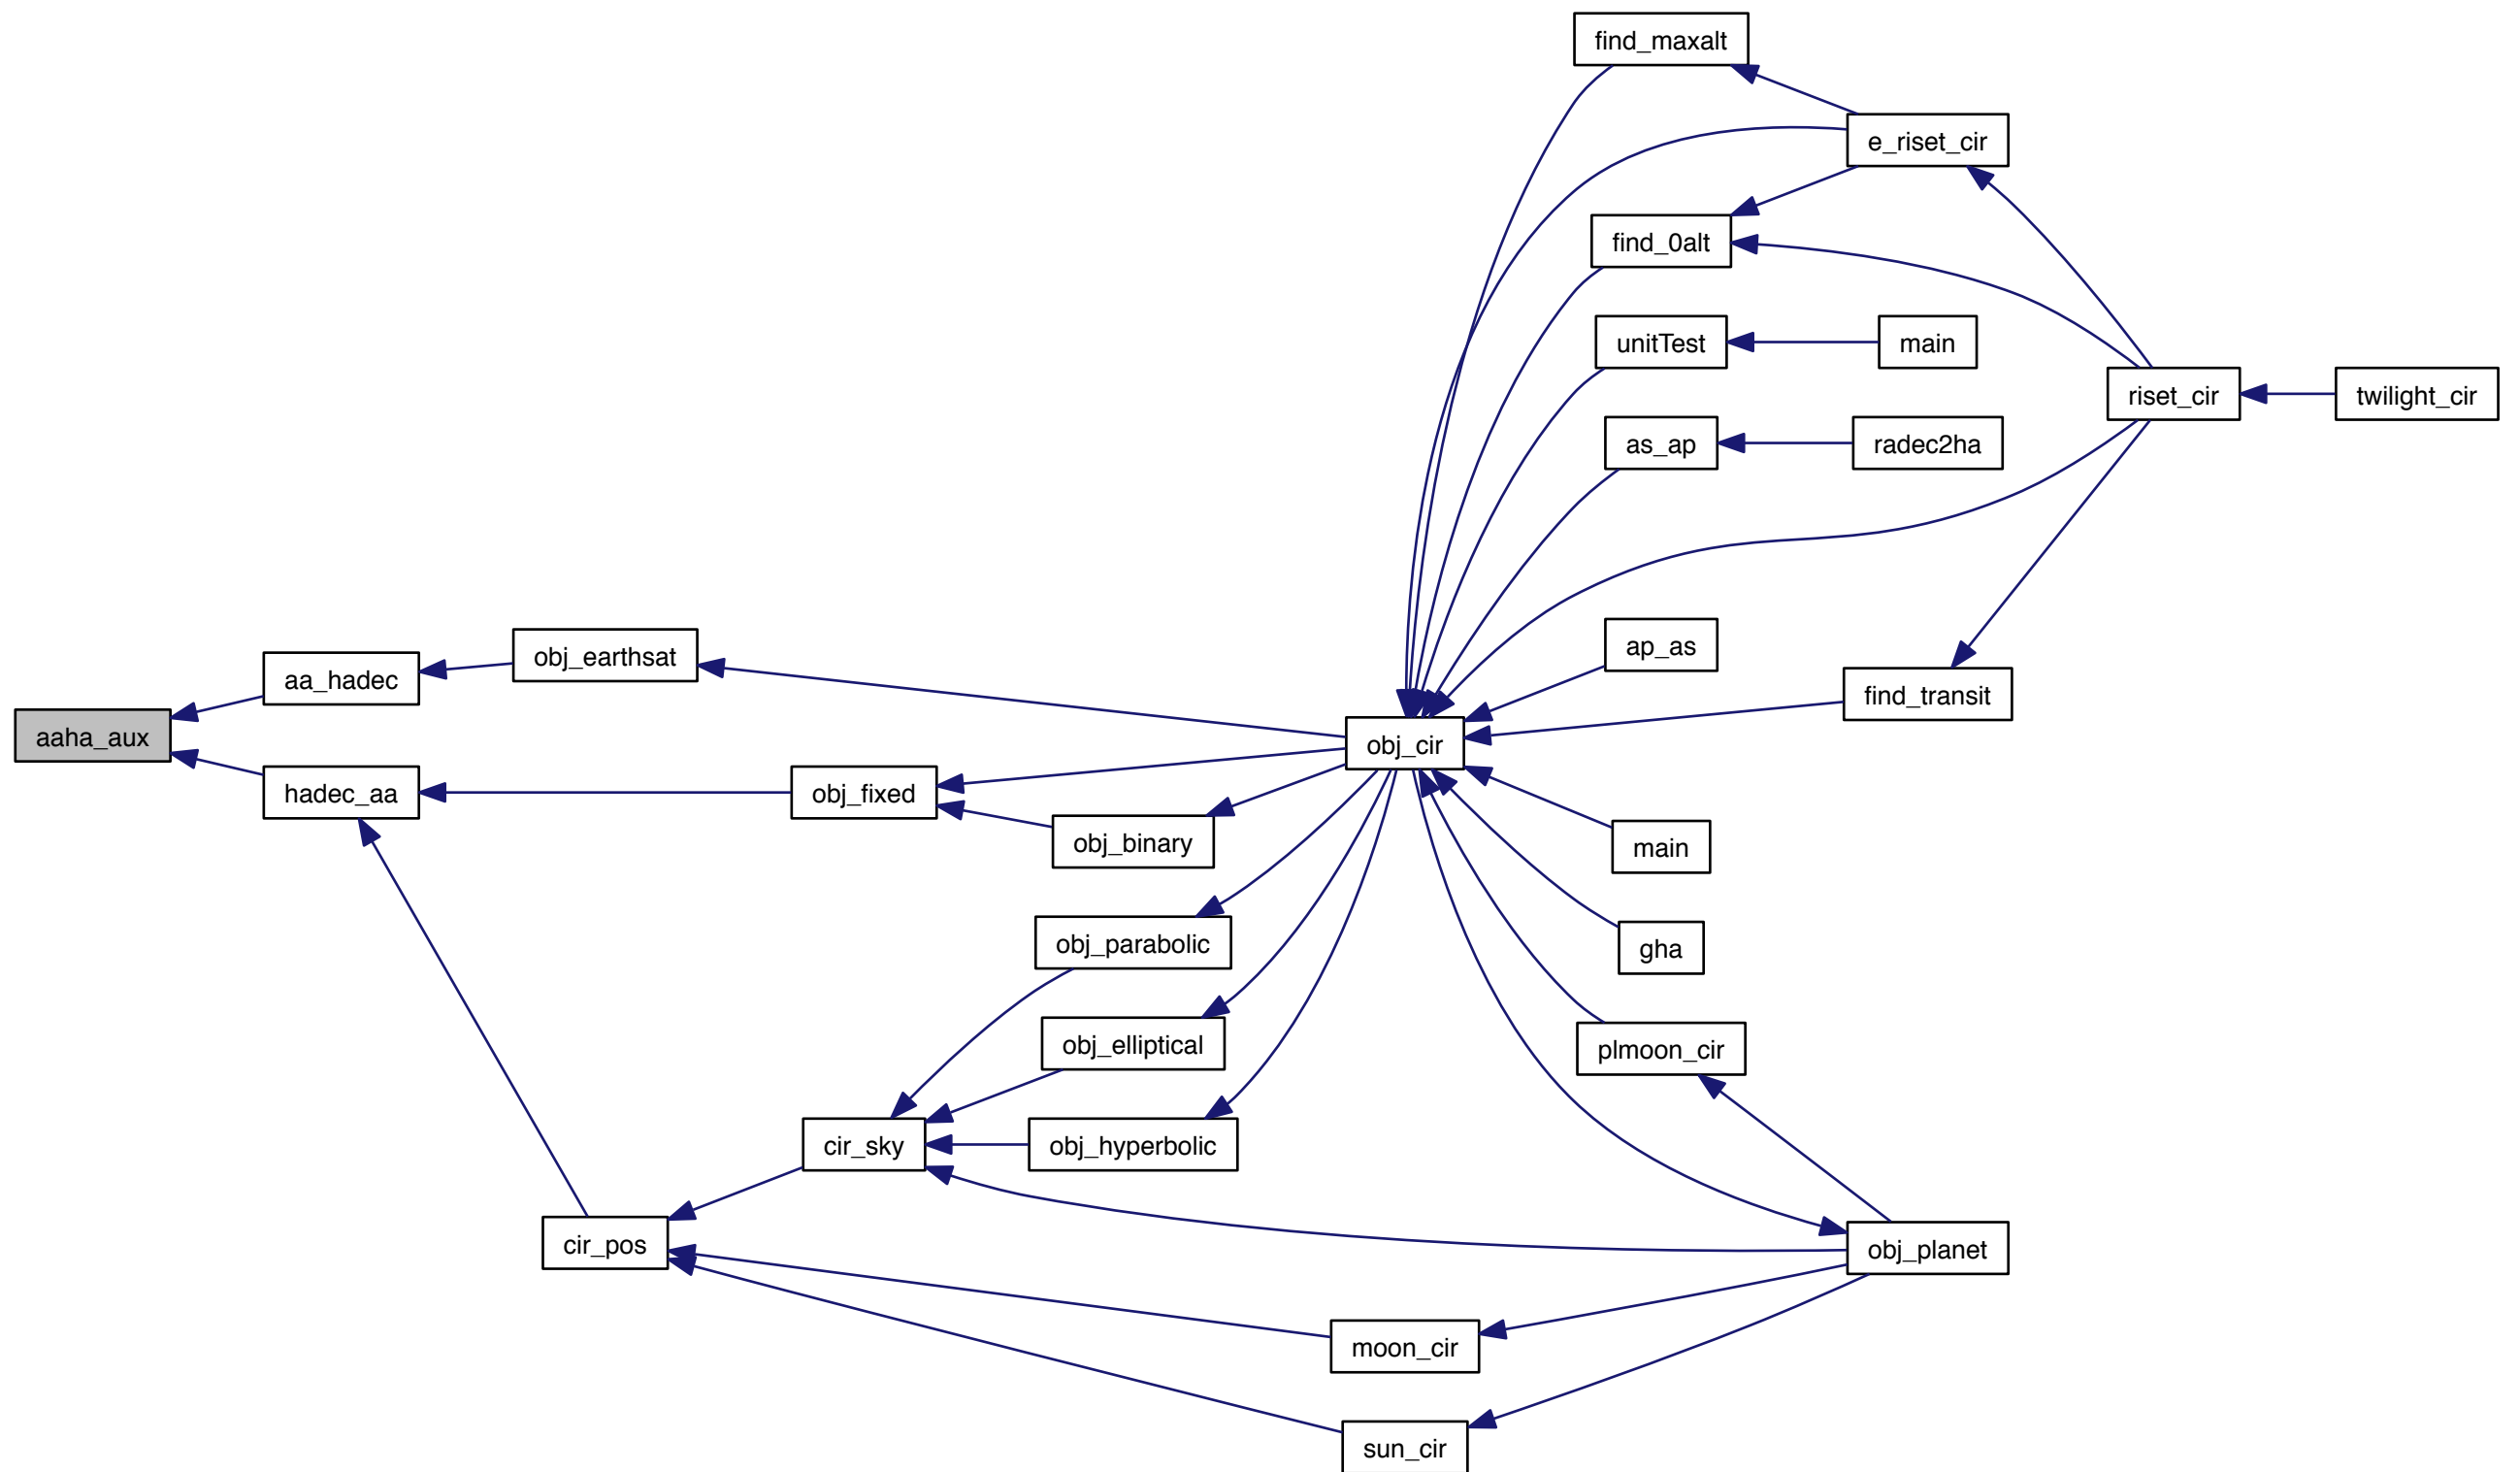 find_maxalt
e_riset_cir
find_0alt
unitTest
main
riset_cir
twilight_cir
as_ap
radec2ha
ap_as
obj_earthsat
aa_hadec
find_transit
aaha_aux
obj_cir
hadec_aa
obj_fixed
obj_binary
main
obj_parabolic
gha
obj_elliptical
plmoon_cir
cir_sky
obj_hyperbolic
cir_pos
obj_planet
moon_cir
sun_cir